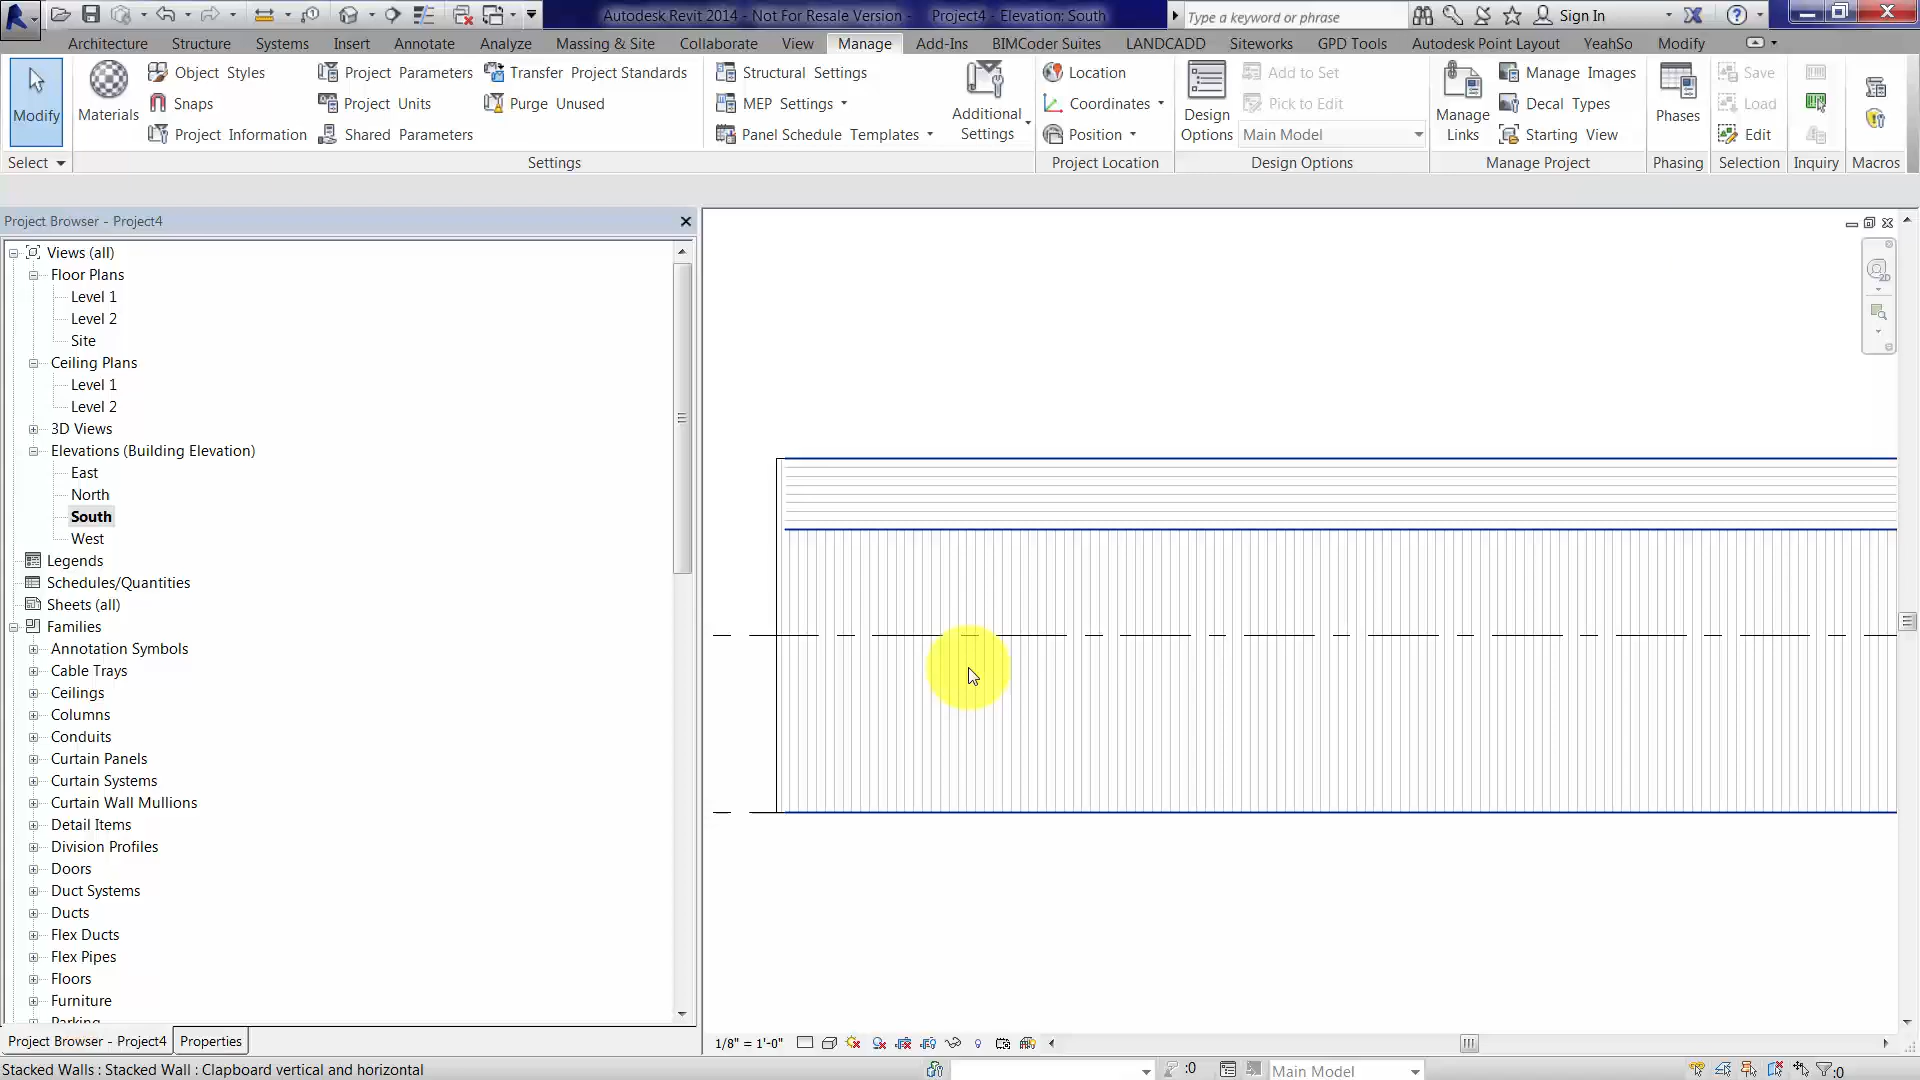 Autodesk Revit 2014 - Not For Resale Version - Project4 - Elevation: South
Type a keyword or phrase
Sign In
Architecture Structure Systems Insert Annotate Analyze Massing & Site Collaborate View Manage Add-Ins BIMCoder Suites LANDCADD Siteworks GPD Tools Autodesk Point Layout YeahSo Modify
Modify
Materials
Object Styles
Snaps
Project Information
Project Parameters
Project Units
Shared Parameters
Transfer Project Standards
Purge Unused
Structural Settings
MEP Settings
Panel Schedule Templates
Additional
Settings
Location
Coordinates
Position
Design
Options
Add to Set
Pick to Edit
Main Model
Manage
Links
Manage Images
Decal Types
Starting View
Phases
Save
Load
Edit
Select Settings Project Location Design Options Manage Project Phasing Selection Inquiry Macros
Project Browser - Project4
Views (all)
Floor Plans
Level 1
Level 2
Site
Ceiling Plans
Level 1
Level 2
3D Views
Elevations (Building Elevation)
East
North
South
West
Legends
Schedules/Quantities
Sheets (all)
Families
Annotation Symbols
Cable Trays
Ceilings
Columns
Conduits
Curtain Panels
Curtain Systems
Curtain Wall Mullions
Detail Items
Division Profiles
Doors
Duct Systems
Ducts
Flex Ducts
Flex Pipes
Floors
Furniture
Parking
Project Browser - Project4 Properties
1/8" = 1'-0"
Stacked Walls : Stacked Wall : Clapboard vertical and horizontal
:0
Main Model
:0